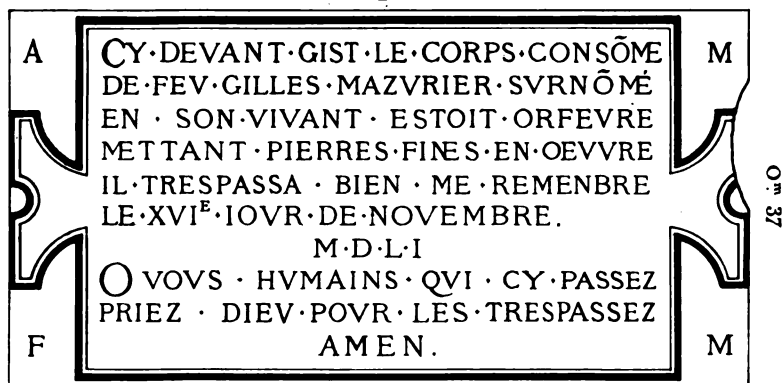 A M
CY·DEVANT·GIST·LE·CORPS·CONSÕME
DE·FEV·GILLES·MAZVRIER·SVRNÕMÉ
EN · SON·VIVANT · ESTOIT·ORFEVRE
METTANT·PIERRES·FINES·EN·OEVVRE
IL·TRESPASSA · BIEN · ME·REMENBRE
LE·XVIᴱ·IOVR·DE·NOVEMBRE.
M·D·L·I
O VOVS · HVMAINS·QVI·CY·PASSEZ
PRIEZ · DIEV·POVR·LES·TRESPASSEZ
AMEN.
F M
0ᵐ 37